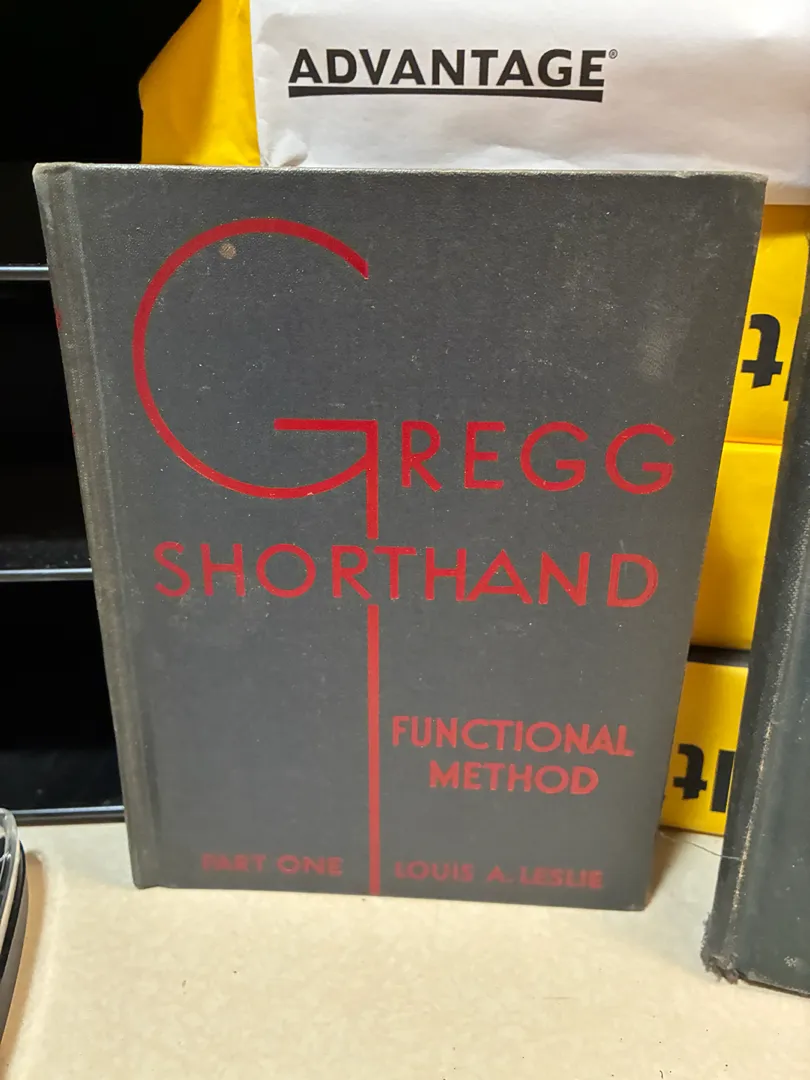 ADVANTAGE®
GREGG
SHORTHAND
FUNCTIONAL
METHOD
PART ONE
LOUIS A. LESLIE